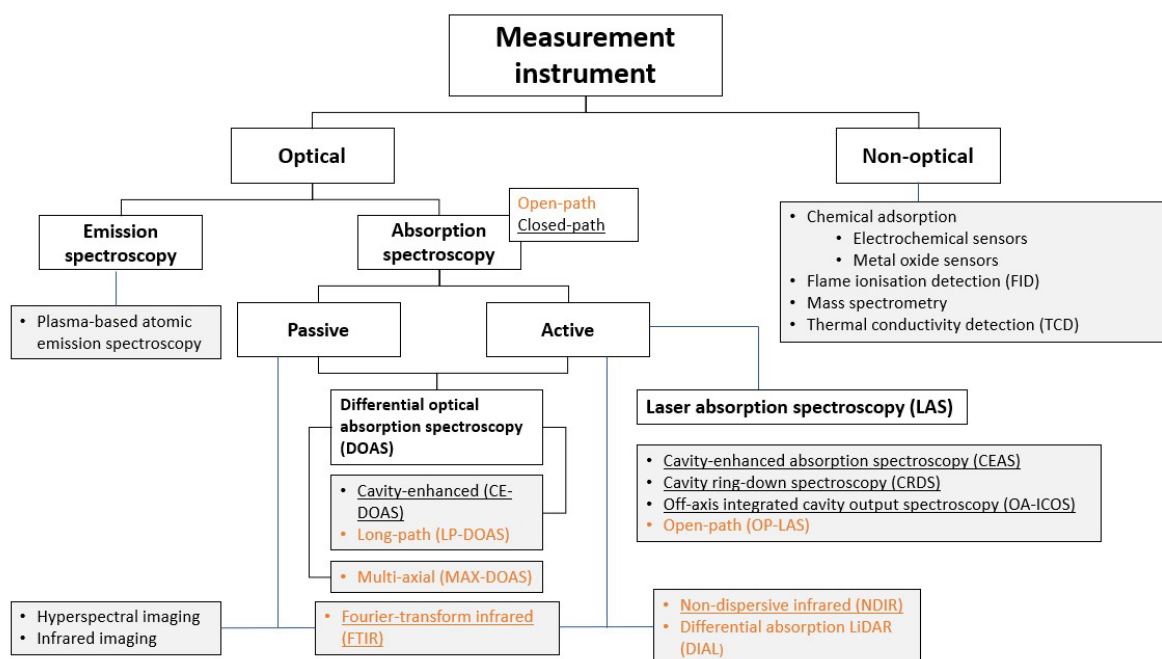 Measurement
instrument
Optical
Non-optical
Open-path
Closed-path
Emission
spectroscopy
Absorption
spectroscopy
• Chemical adsorption
• Electrochemical sensors
• Metal oxide sensors
• Flame ionisation detection (FID)
• Mass spectrometry
• Thermal conductivity detection (TCD)
• Plasma-based atomic
emission spectroscopy
Passive
Active
Differential optical
absorption spectroscopy
(DOAS)
Laser absorption spectroscopy (LAS)
• Cavity-enhanced (CE-
DOAS)
• Long-path (LP-DOAS)
• Cavity-enhanced absorption spectroscopy (CEAS)
• Cavity ring-down spectroscopy (CRDS)
• Off-axis integrated cavity output spectroscopy (OA-ICOS)
• Open-path (OP-LAS)
• Multi-axial (MAX-DOAS)
• Hyperspectral imaging
• Infrared imaging
• Fourier-transform infrared
(FTIR)
• Non-dispersive infrared (NDIR)
• Differential absorption LiDAR
(DIAL)